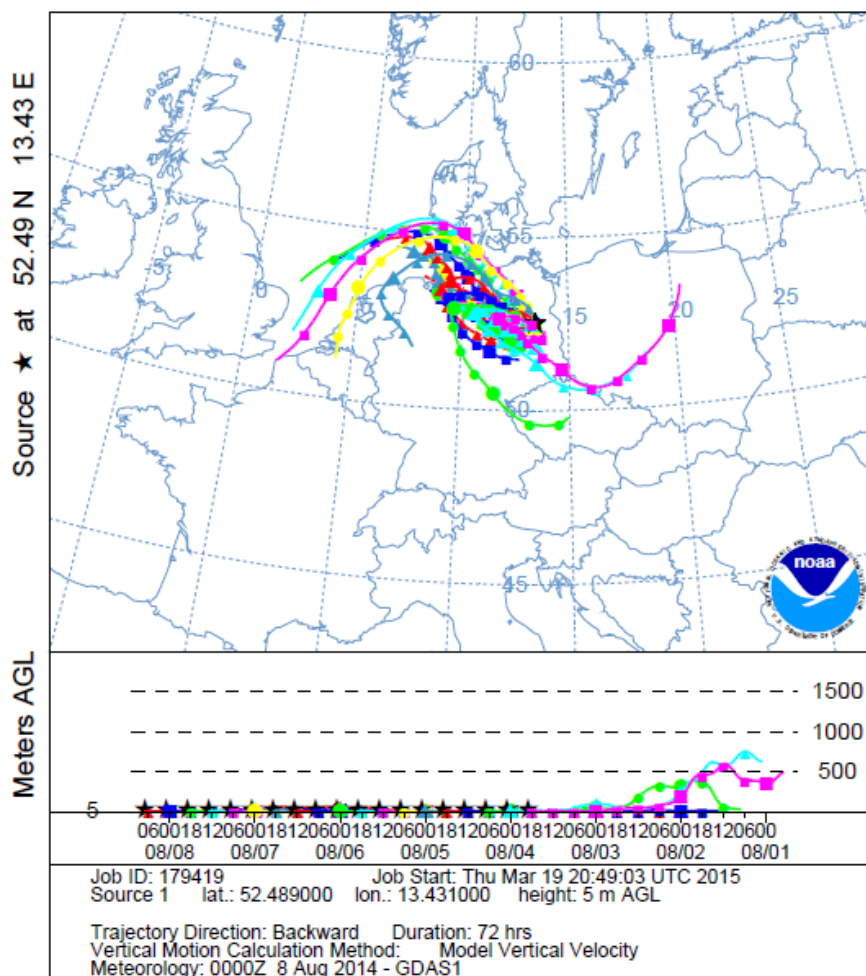 Source ★ at 52.49 N 13.43 E
60
55
-5
0
15
20
25
50
45
noaa
Meters AGL
1500
1000
500
5
08/08 08/07 08/06 08/05 08/04 08/03 08/02 08/01
Job ID: 179419 Job Start: Thu Mar 19 20:49:03 UTC 2015
Source 1 lat.: 52.489000 lon.: 13.431000 height: 5 m AGL
Trajectory Direction: Backward Duration: 72 hrs
Vertical Motion Calculation Method: Model Vertical Velocity
Meteorology: 0000Z 8 Aug 2014 - GDAS1